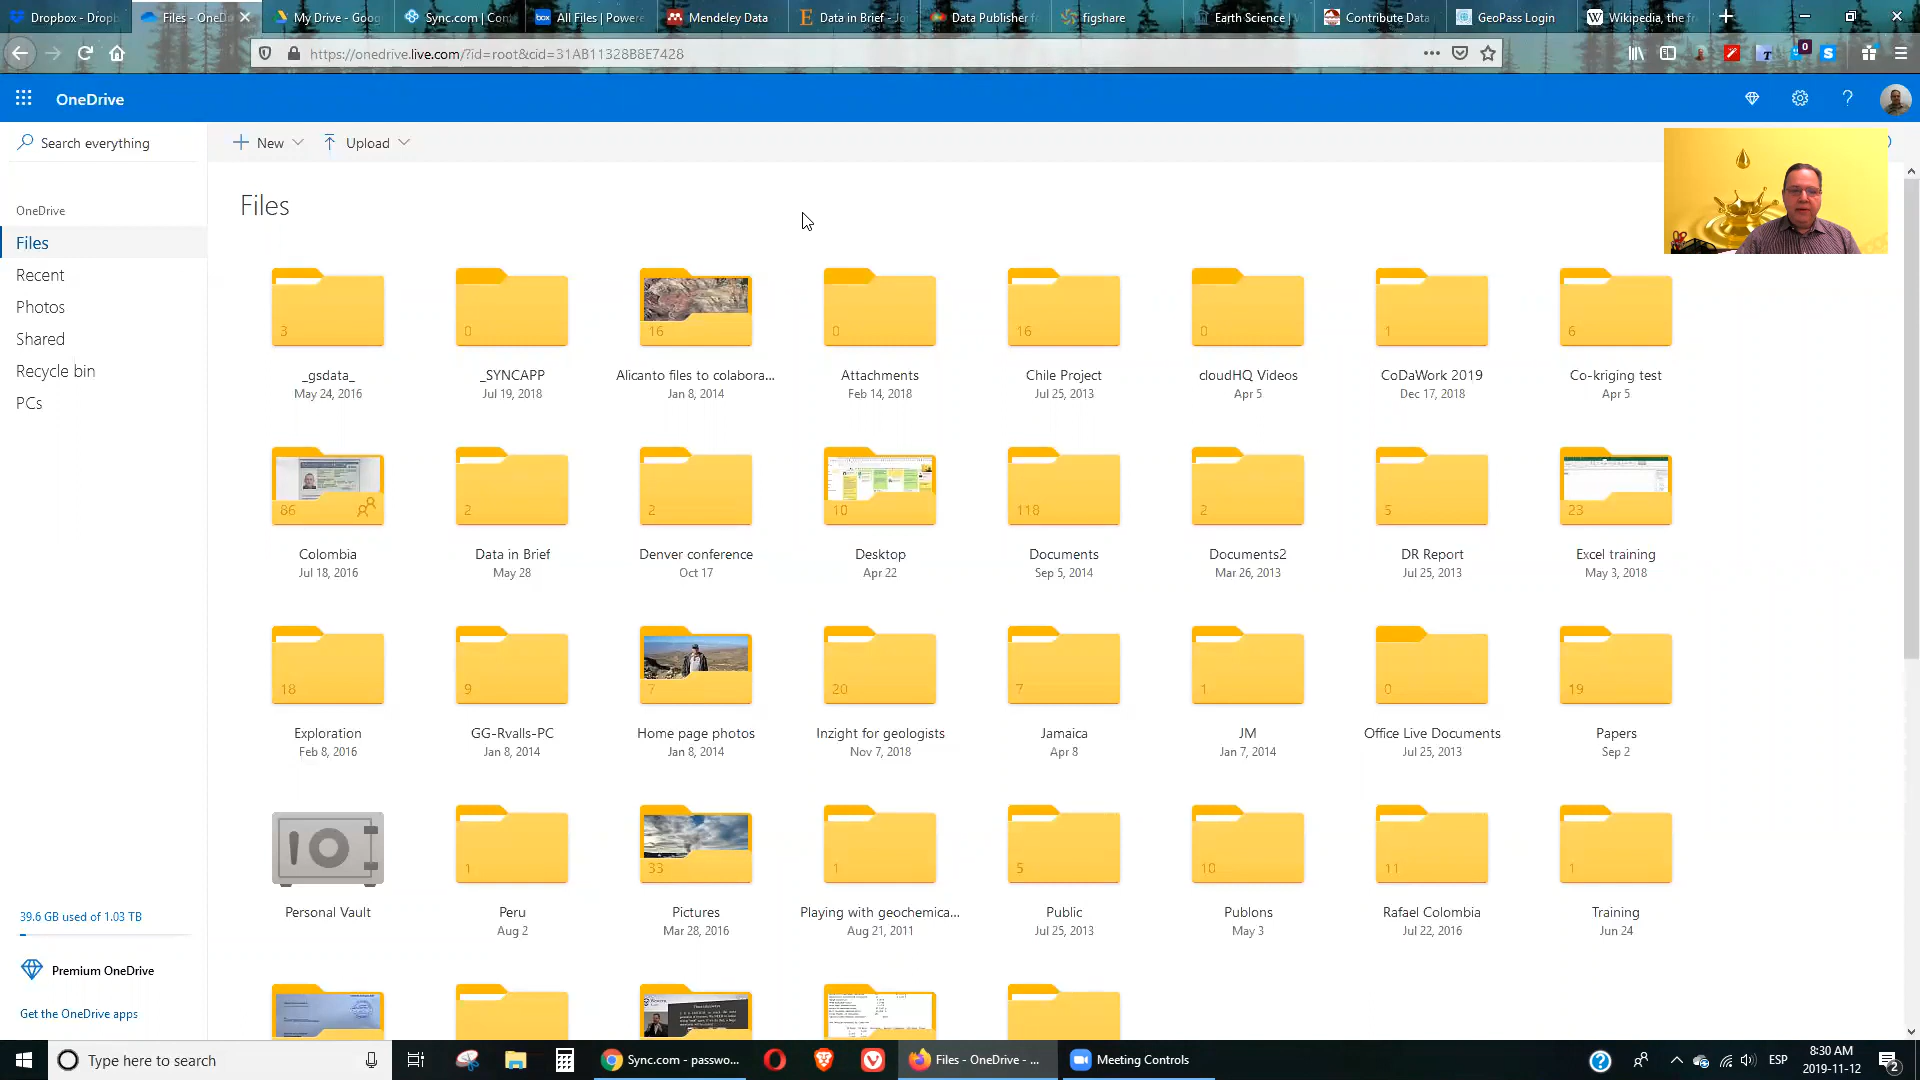 Dropbox - Dropb
Files - OneDri
My Drive - Goog
Sync.com | Con
All Files | Powere
Mendeley Data
Data in Brief - Jou
Data Publisher fo
figshare
Earth Science |
Contribute Data
GeoPass Login
Wikipedia, the fr
https://onedrive.live.com/?id=root&cid=31AB11328B8E7428
0
OneDrive
Search everything
New
Upload
OneDrive
Files
Recent
Photos
Shared
Recycle bin
PCs
Files
3
0
16
0
16
0
1
6
_gsdata_
_SYNCAPP
Alicanto files to colabora...
Attachments
Chile Project
cloudHQ Videos
CoDaWork 2019
Co-kriging test
May 24, 2016
Jul 19, 2018
Jan 8, 2014
Feb 14, 2018
Jul 25, 2013
Apr 5
Dec 17, 2018
Apr 5
86
2
2
10
118
2
5
23
Colombia
Data in Brief
Denver conference
Desktop
Documents
Documents2
DR Report
Excel training
Jul 18, 2016
May 28
Oct 17
Apr 22
Sep 5, 2014
Mar 26, 2013
Jul 25, 2013
May 3, 2018
18
9
7
20
7
1
0
19
Exploration
GG-Rvalls-PC
Home page photos
Inzight for geologists
Jamaica
JM
Office Live Documents
Papers
Feb 8, 2016
Jan 8, 2014
Jan 8, 2014
Nov 7, 2018
Apr 8
Jan 7, 2014
Jul 25, 2013
Sep 2
1
33
1
5
10
11
1
Personal Vault
Peru
Pictures
Playing with geochemica...
Public
Publons
Rafael Colombia
Training
Aug 2
Mar 28, 2016
Aug 21, 2011
Jul 25, 2013
May 3
Jul 22, 2016
Jun 24
39.6 GB used of 1.03 TB
Premium OneDrive
Get the OneDrive apps
Type here to search
Sync.com - passwo...
Files - OneDrive - ...
Meeting Controls
ESP
8:30 AM
2019-11-12
2